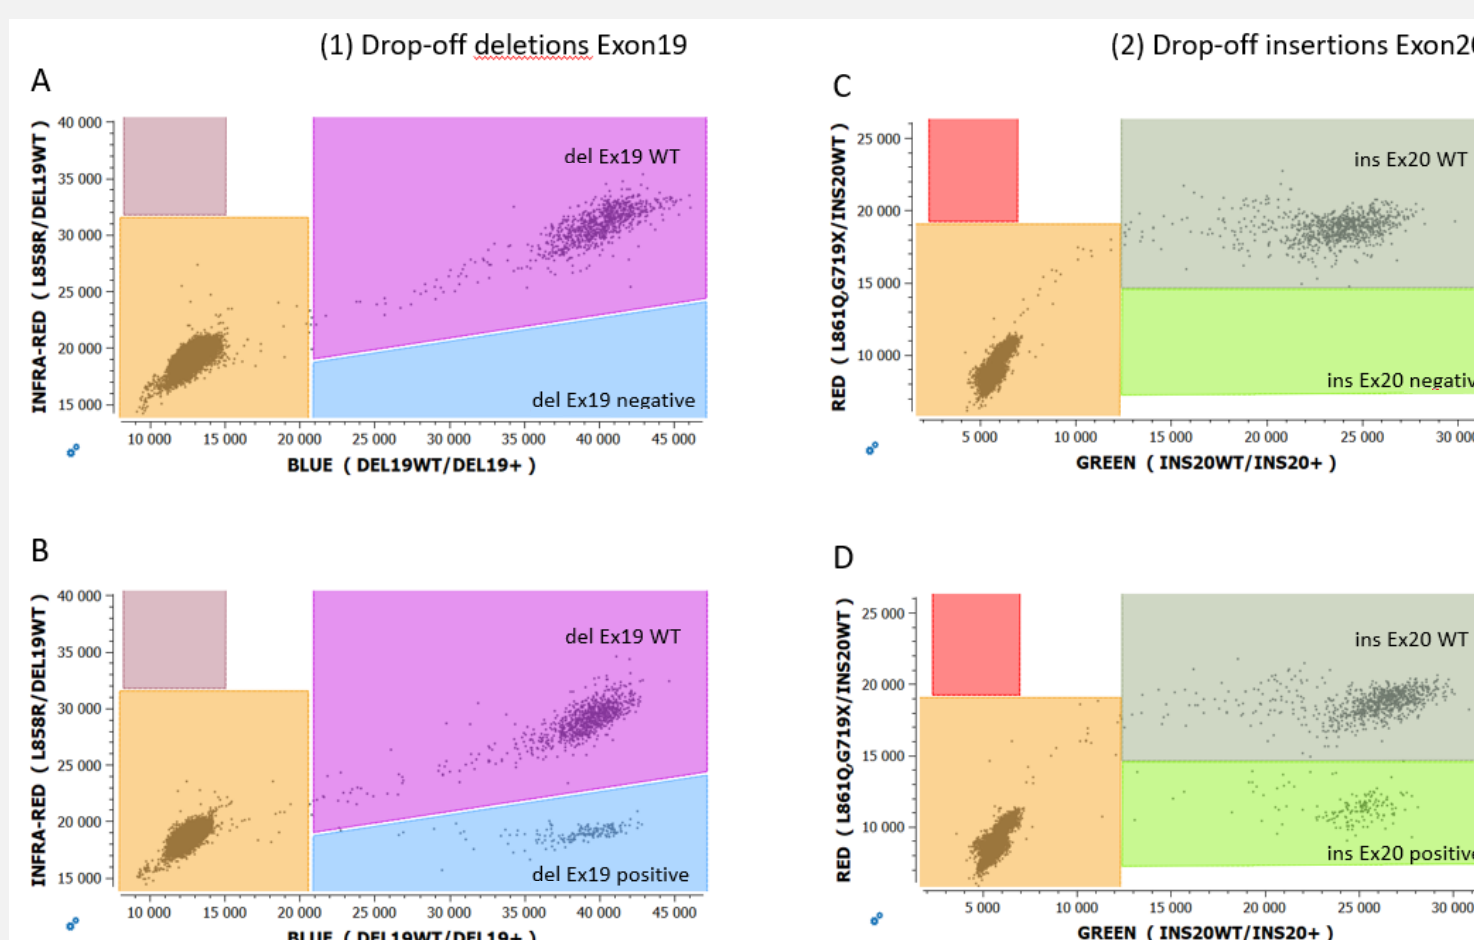 (1) Drop-off deletions Exon19
(2) Drop-off insertions Exon20
A
INFRA-RED ( L858R/DEL19WT )
40 000
35 000
30 000
25 000
20 000
15 000
del Ex19 WT
del Ex19 negative
10 000 15 000 20 000 25 000 30 000 35 000 40 000 45 000
BLUE ( DEL19WT/DEL19+ )
C
RED ( L861Q,G719X/INS20WT )
25 000
20 000
15 000
10 000
ins Ex20 WT
ins Ex20 negativ
5 000 10 000 15 000 20 000 25 000 30 000
GREEN ( INS20WT/INS20+ )
B
INFRA-RED ( L858R/DEL19WT )
40 000
35 000
30 000
25 000
20 000
15 000
del Ex19 WT
del Ex19 positive
10 000 15 000 20 000 25 000 30 000 35 000 40 000 45 000
BLUE ( DEL19WT/DEL19+ )
D
RED ( L861Q,G719X/INS20WT )
25 000
20 000
15 000
10 000
ins Ex20 WT
ins Ex20 positive
5 000 10 000 15 000 20 000 25 000 30 000
GREEN ( INS20WT/INS20+ )